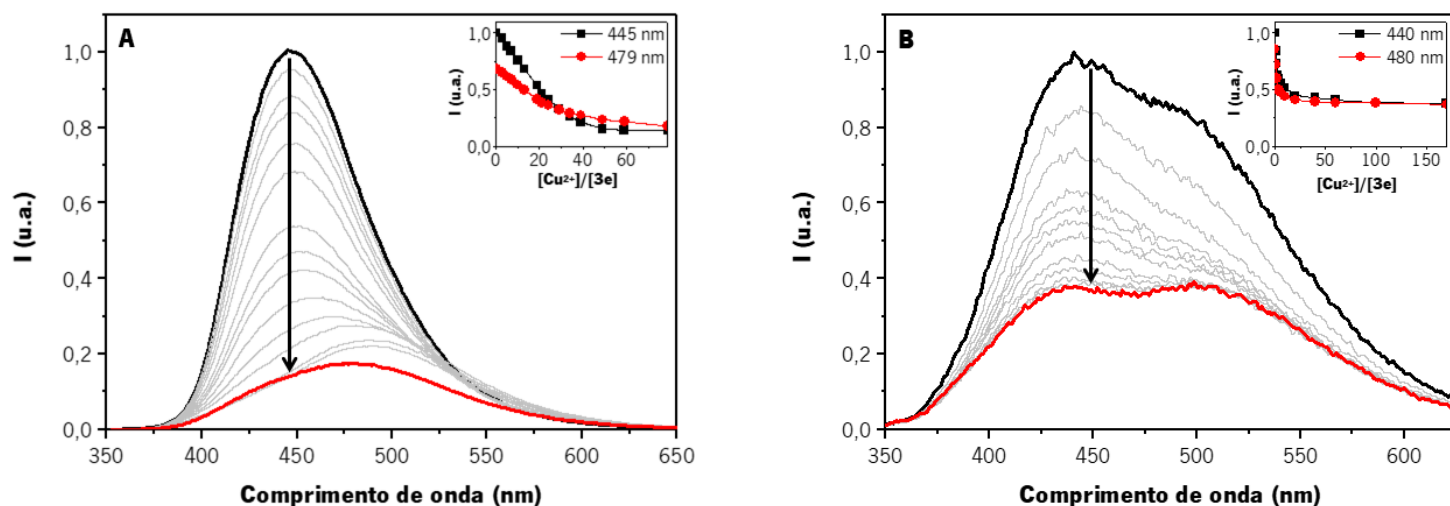 A
1,0
0,8
0,6
0,4
0,2
0,0
I (u.a.)
350 400 450 500 550 600 650
Comprimento de onda (nm)
445 nm
479 nm
1,0
0,5
0,0
I (u.a.)
0 20 40 60
[Cu²⁺]/[3e]
B
1,0
0,8
0,6
0,4
0,2
0,0
I (u.a.)
350 400 450 500 550 600
Comprimento de onda (nm)
440 nm
480 nm
1,0
0,5
0,0
I (u.a.)
0 50 100 150
[Cu²⁺]/[3e]